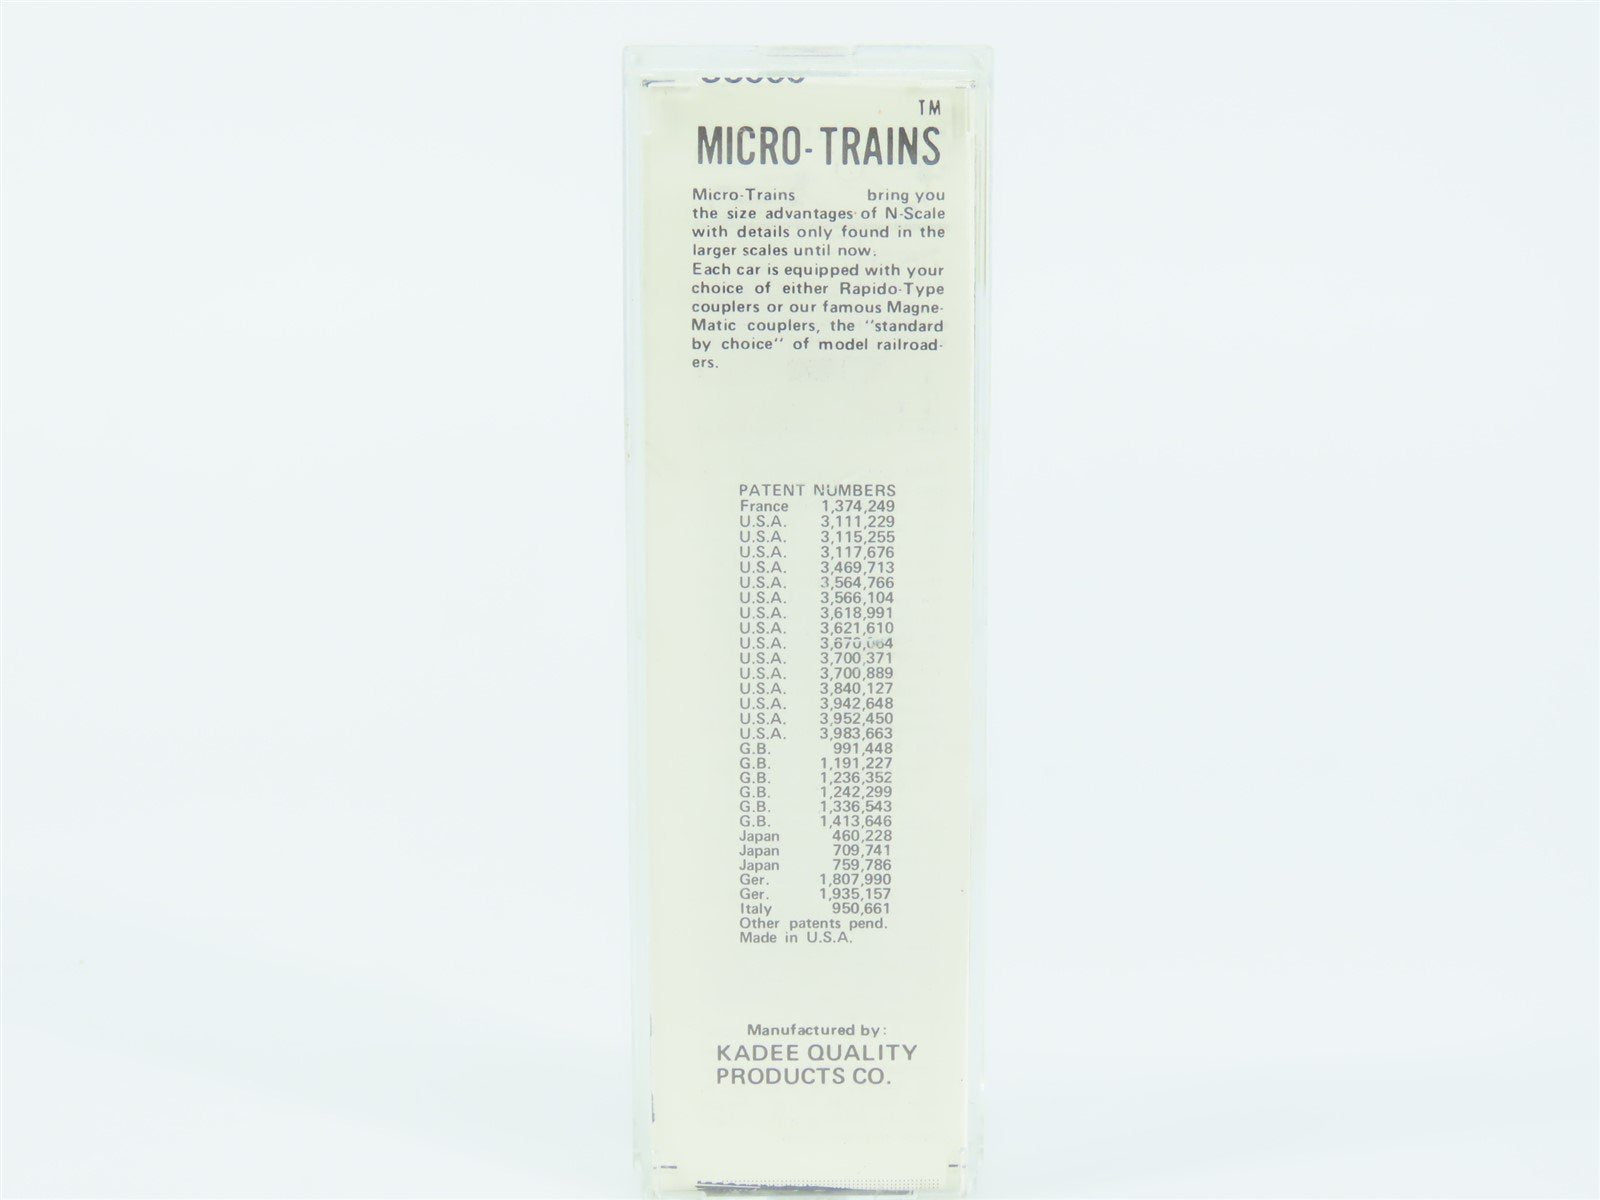 TM
MICRO-TRAINS
Micro-Trains bring you
the size advantages of N-Scale
with details only found in the
larger scales until now.
Each car is equipped with your
choice of either Rapido-Type
couplers or our famous Magne-
Matic couplers, the "standard
by choice" of model railroad-
ers.
PATENT NUMBERS
France 1,374,249
U.S.A. 3,111,229
U.S.A. 3,115,255
U.S.A. 3,117,676
U.S.A. 3,469,713
U.S.A. 3,564,766
U.S.A. 3,566,104
U.S.A. 3,618,991
U.S.A. 3,621,610
U.S.A.
U.S.A. 3,700,371
U.S.A. 3,700,889
U.S.A. 3,840,127
U.S.A. 3,942,648
U.S.A. 3,952,450
U.S.A. 3,983,663
G.B. 991,448
G.B. 1,191,227
G.B. 1,236,352
G.B. 1,242,299
G.B. 1,336,543
G.B. 1,413,646
Japan 460,228
Japan 709,741
Japan 759,786
Ger. 1,807,990
Ger. 1,935,157
Italy 950,661
Other patents pend.
Made in U.S.A.
Manufactured by:
KADEE QUALITY
PRODUCTS CO.